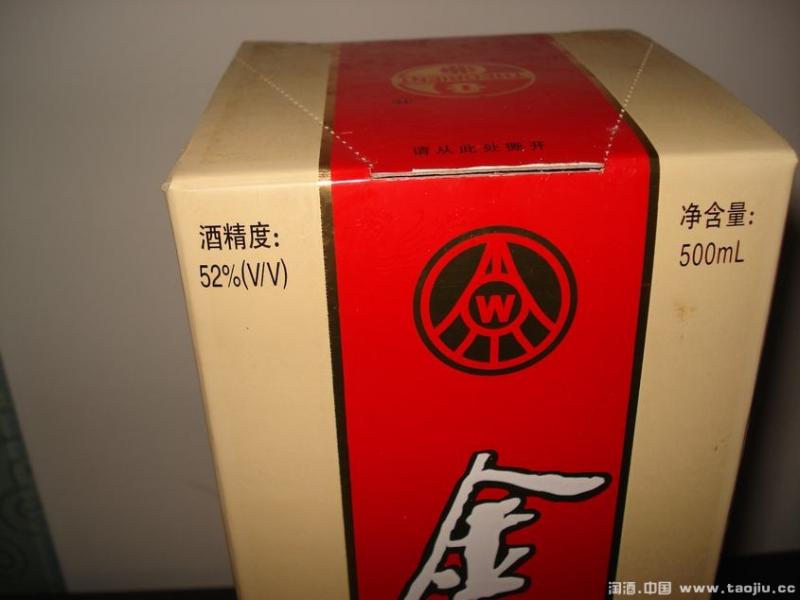 请从此处撕开
酒精度:
52%(V/V)
净含量:
500mL
W
金
淘酒.中国 www.taojiu.cc